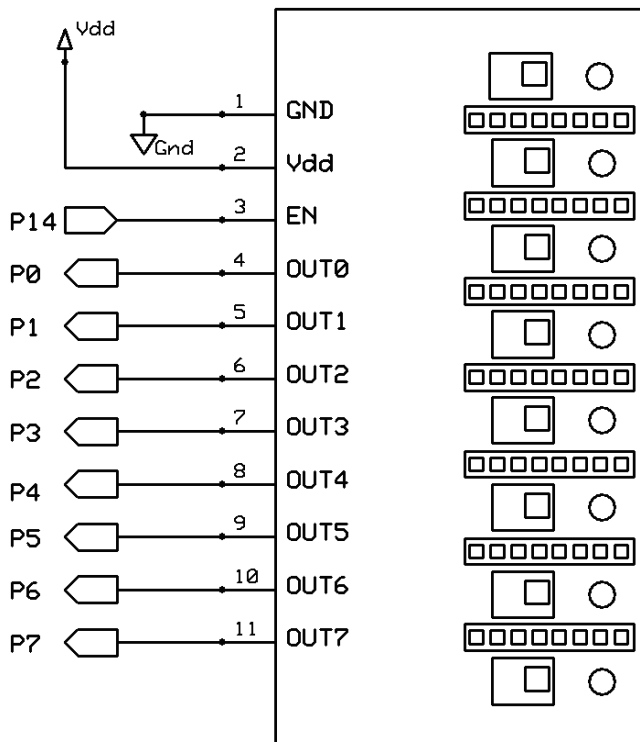 Vdd
1 GND
Gnd
2 Vdd
P14 3 EN
P0 4 OUT0
P1 5 OUT1
P2 6 OUT2
P3 7 OUT3
P4 8 OUT4
P5 9 OUT5
P6 10 OUT6
P7 11 OUT7